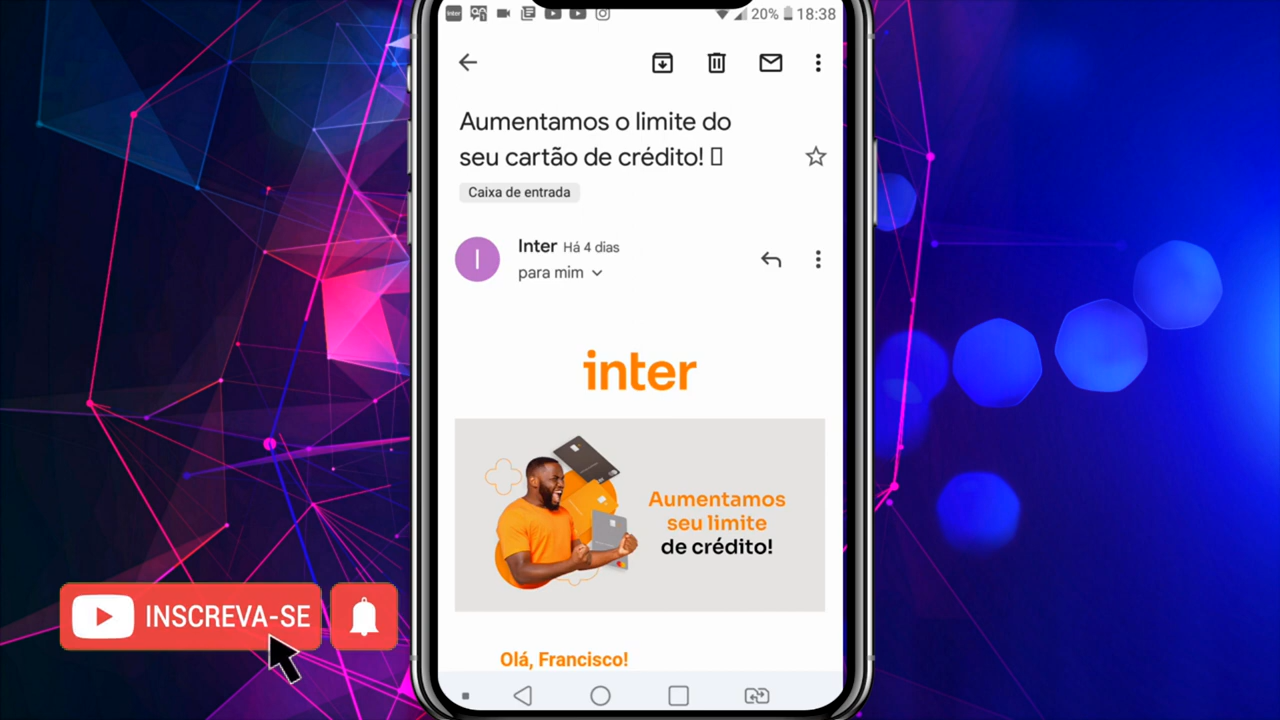 inter
20% 18:38
Aumentamos o limite do
seu cartão de crédito!
Caixa de entrada
I
Inter Há 4 dias
para mim
inter
Aumentamos
seu limite
de crédito!
Olá, Francisco!
INSCREVA-SE